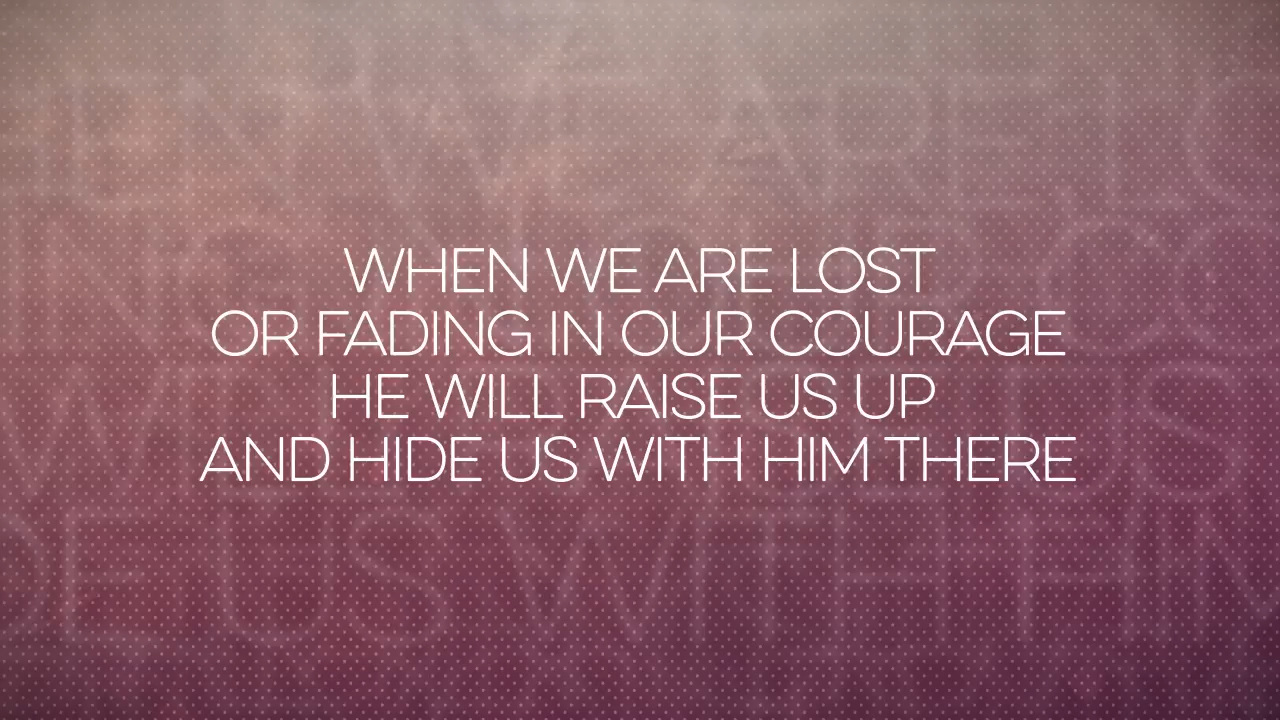 WHEN WE ARE LOST
OR FADING IN OUR COURAGE
HE WILL RAISE US UP
AND HIDE US WITH HIM THERE